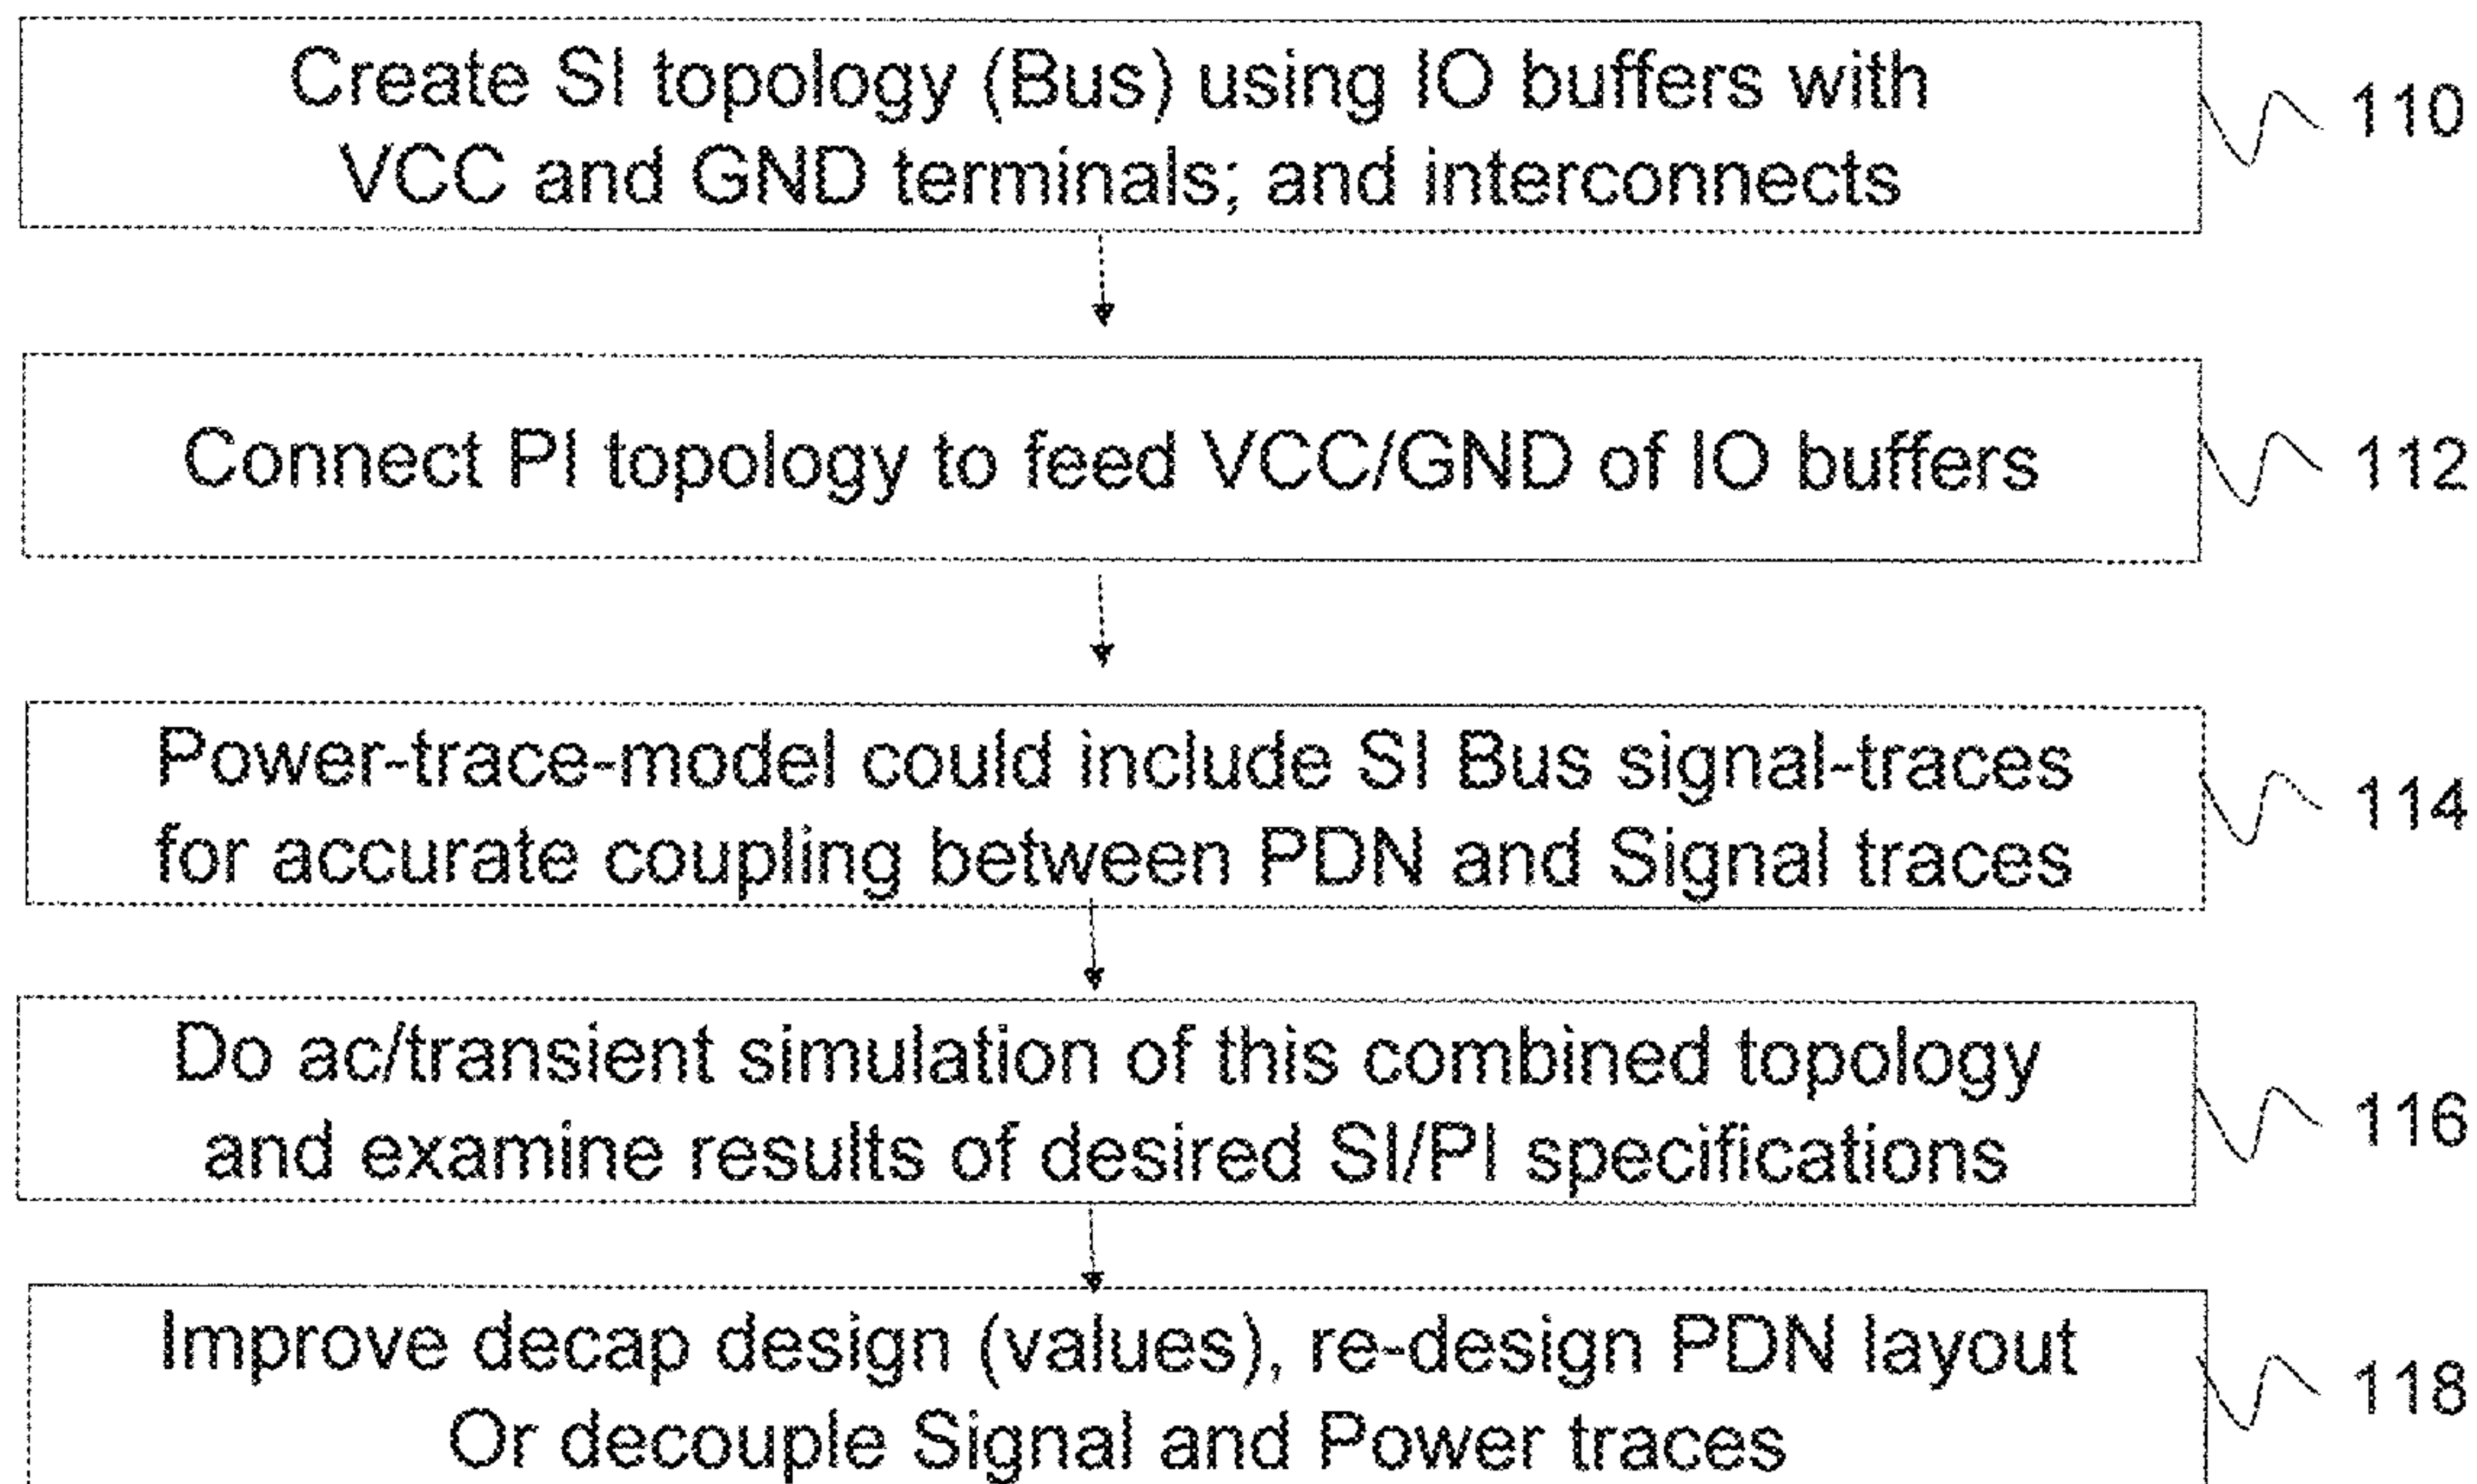 Create SI topology (Bus) using IO buffers with
VCC and GND terminals; and interconnects
110
Connect PI topology to feed VCC/GND of IO buffers
112
Power-trace-model could include SI Bus signal-traces
for accurate coupling between PDN and Signal traces
114
Do ac/transient simulation of this combined topology
and examine results of desired SI/PI specifications
116
Improve decap design (values), re-design PDN layout
Or decouple Signal and Power traces
118